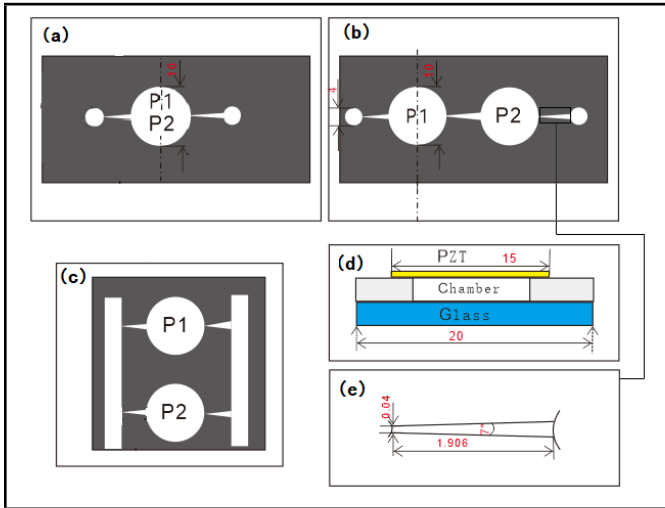 (a)
10
P1
P2
(b)
4
10
P1
P2
(c)
P1
P2
(d)
PZT
15
Chamber
Glass
20
(e)
0.04
7°
1.906